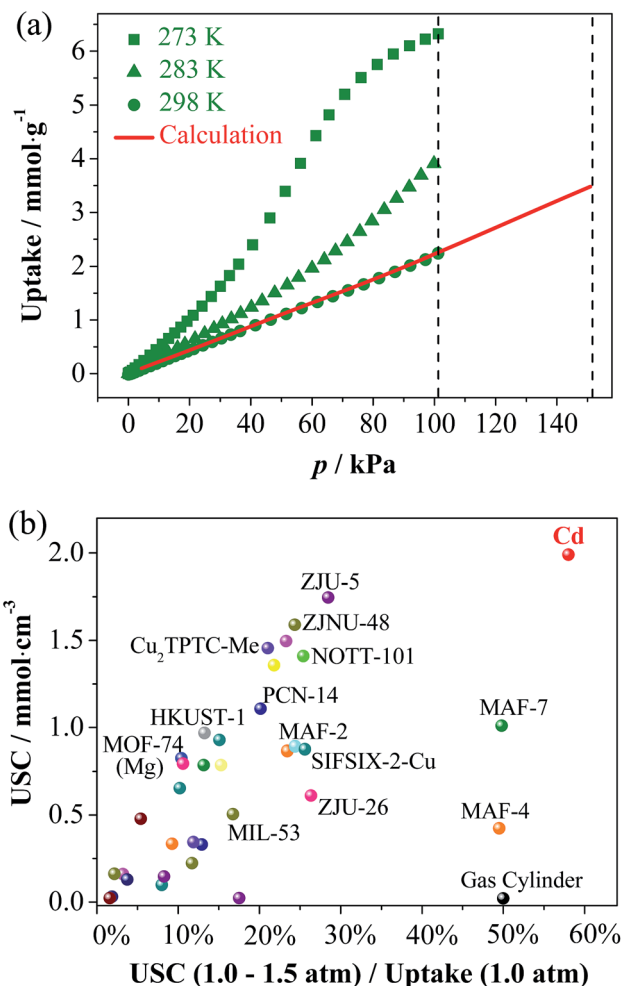 (a)
273 K
283 K
298 K
Calculation
Uptake / mmol·g⁻¹
6
5
4
3
2
1
0
0 20 40 60 80 100 120 140
p / kPa
(b)
USC / mmol·cm⁻³
2.0
1.5
1.0
0.5
0.0
Cd
ZJU-5
ZJNU-48
Cu₂TPTC-Me
NOTT-101
PCN-14
MAF-7
HKUST-1
MAF-2
MOF-74
(Mg)
SIFSIX-2-Cu
ZJU-26
MAF-4
MIL-53
Gas Cylinder
0% 10% 20% 30% 40% 50% 60%
USC (1.0 - 1.5 atm) / Uptake (1.0 atm)